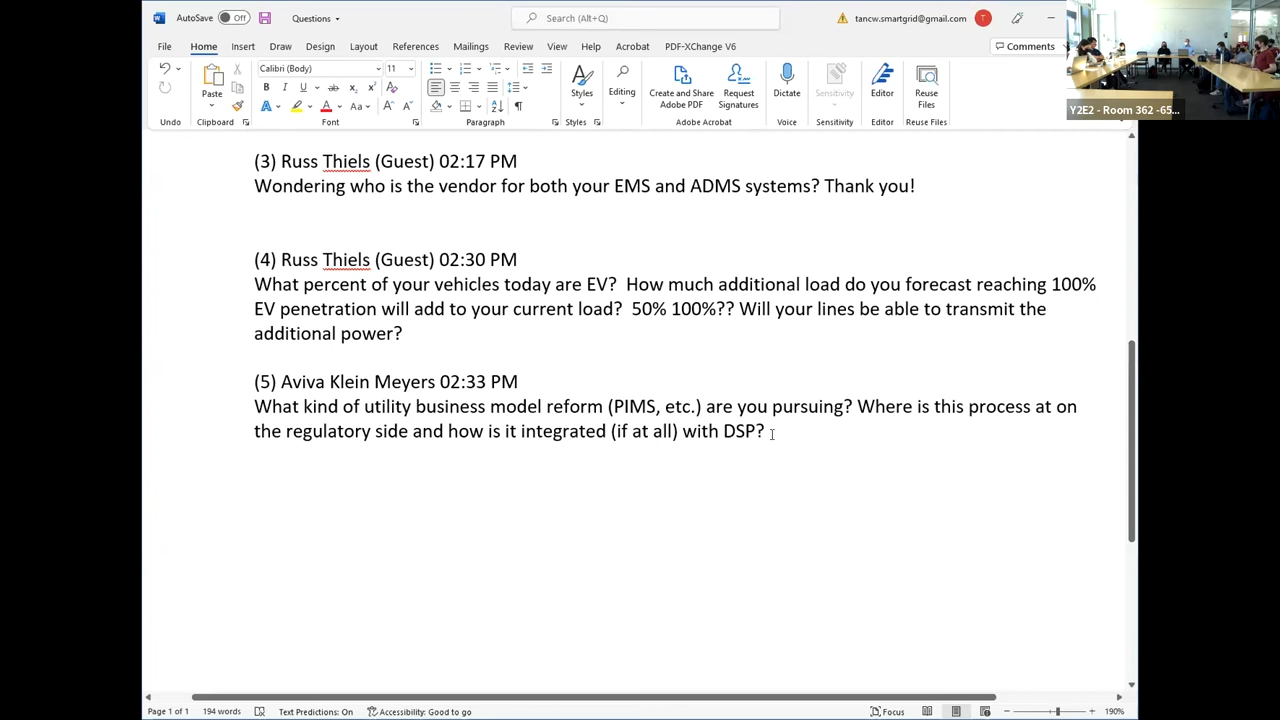 AutoSave Off Questions Search (Alt+Q) tancw.smartgrid@gmail.com T
File Home Insert Draw Design Layout References Mailings Review View Help Acrobat PDF-XChange V6 Comments
Calibri (Body) 11
Paste Styles Editing Create and Share Adobe PDF Request Signatures Dictate Sensitivity Editor Reuse Files
Undo Clipboard Font Paragraph Styles Adobe Acrobat Voice Sensitivity Editor Reuse Files
Y2E2 - Room 362 -65...
(3) Russ Thiels (Guest) 02:17 PM
Wondering who is the vendor for both your EMS and ADMS systems? Thank you!
(4) Russ Thiels (Guest) 02:30 PM
What percent of your vehicles today are EV? How much additional load do you forecast reaching 100%
EV penetration will add to your current load? 50% 100%?? Will your lines be able to transmit the
additional power?
(5) Aviva Klein Meyers 02:33 PM
What kind of utility business model reform (PIMS, etc.) are you pursuing? Where is this process at on
the regulatory side and how is it integrated (if at all) with DSP?
Page 1 of 1 194 words Text Predictions: On Accessibility: Good to go Focus 190%